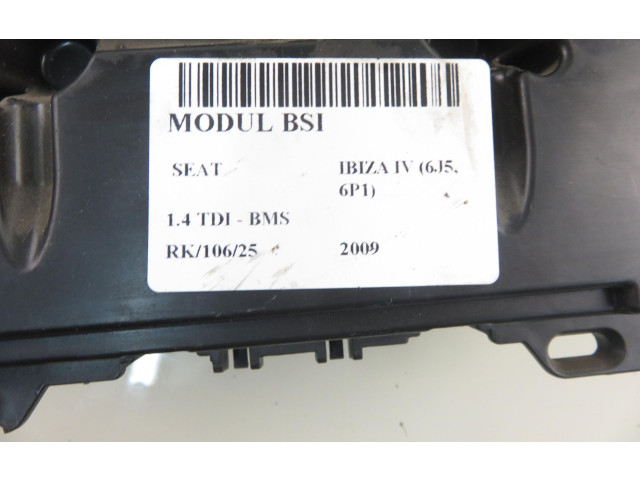 MODUL BSI
SEAT IBIZA IV (6J5,
6P1)
1.4 TDI - BMS
RK/106/25 2009